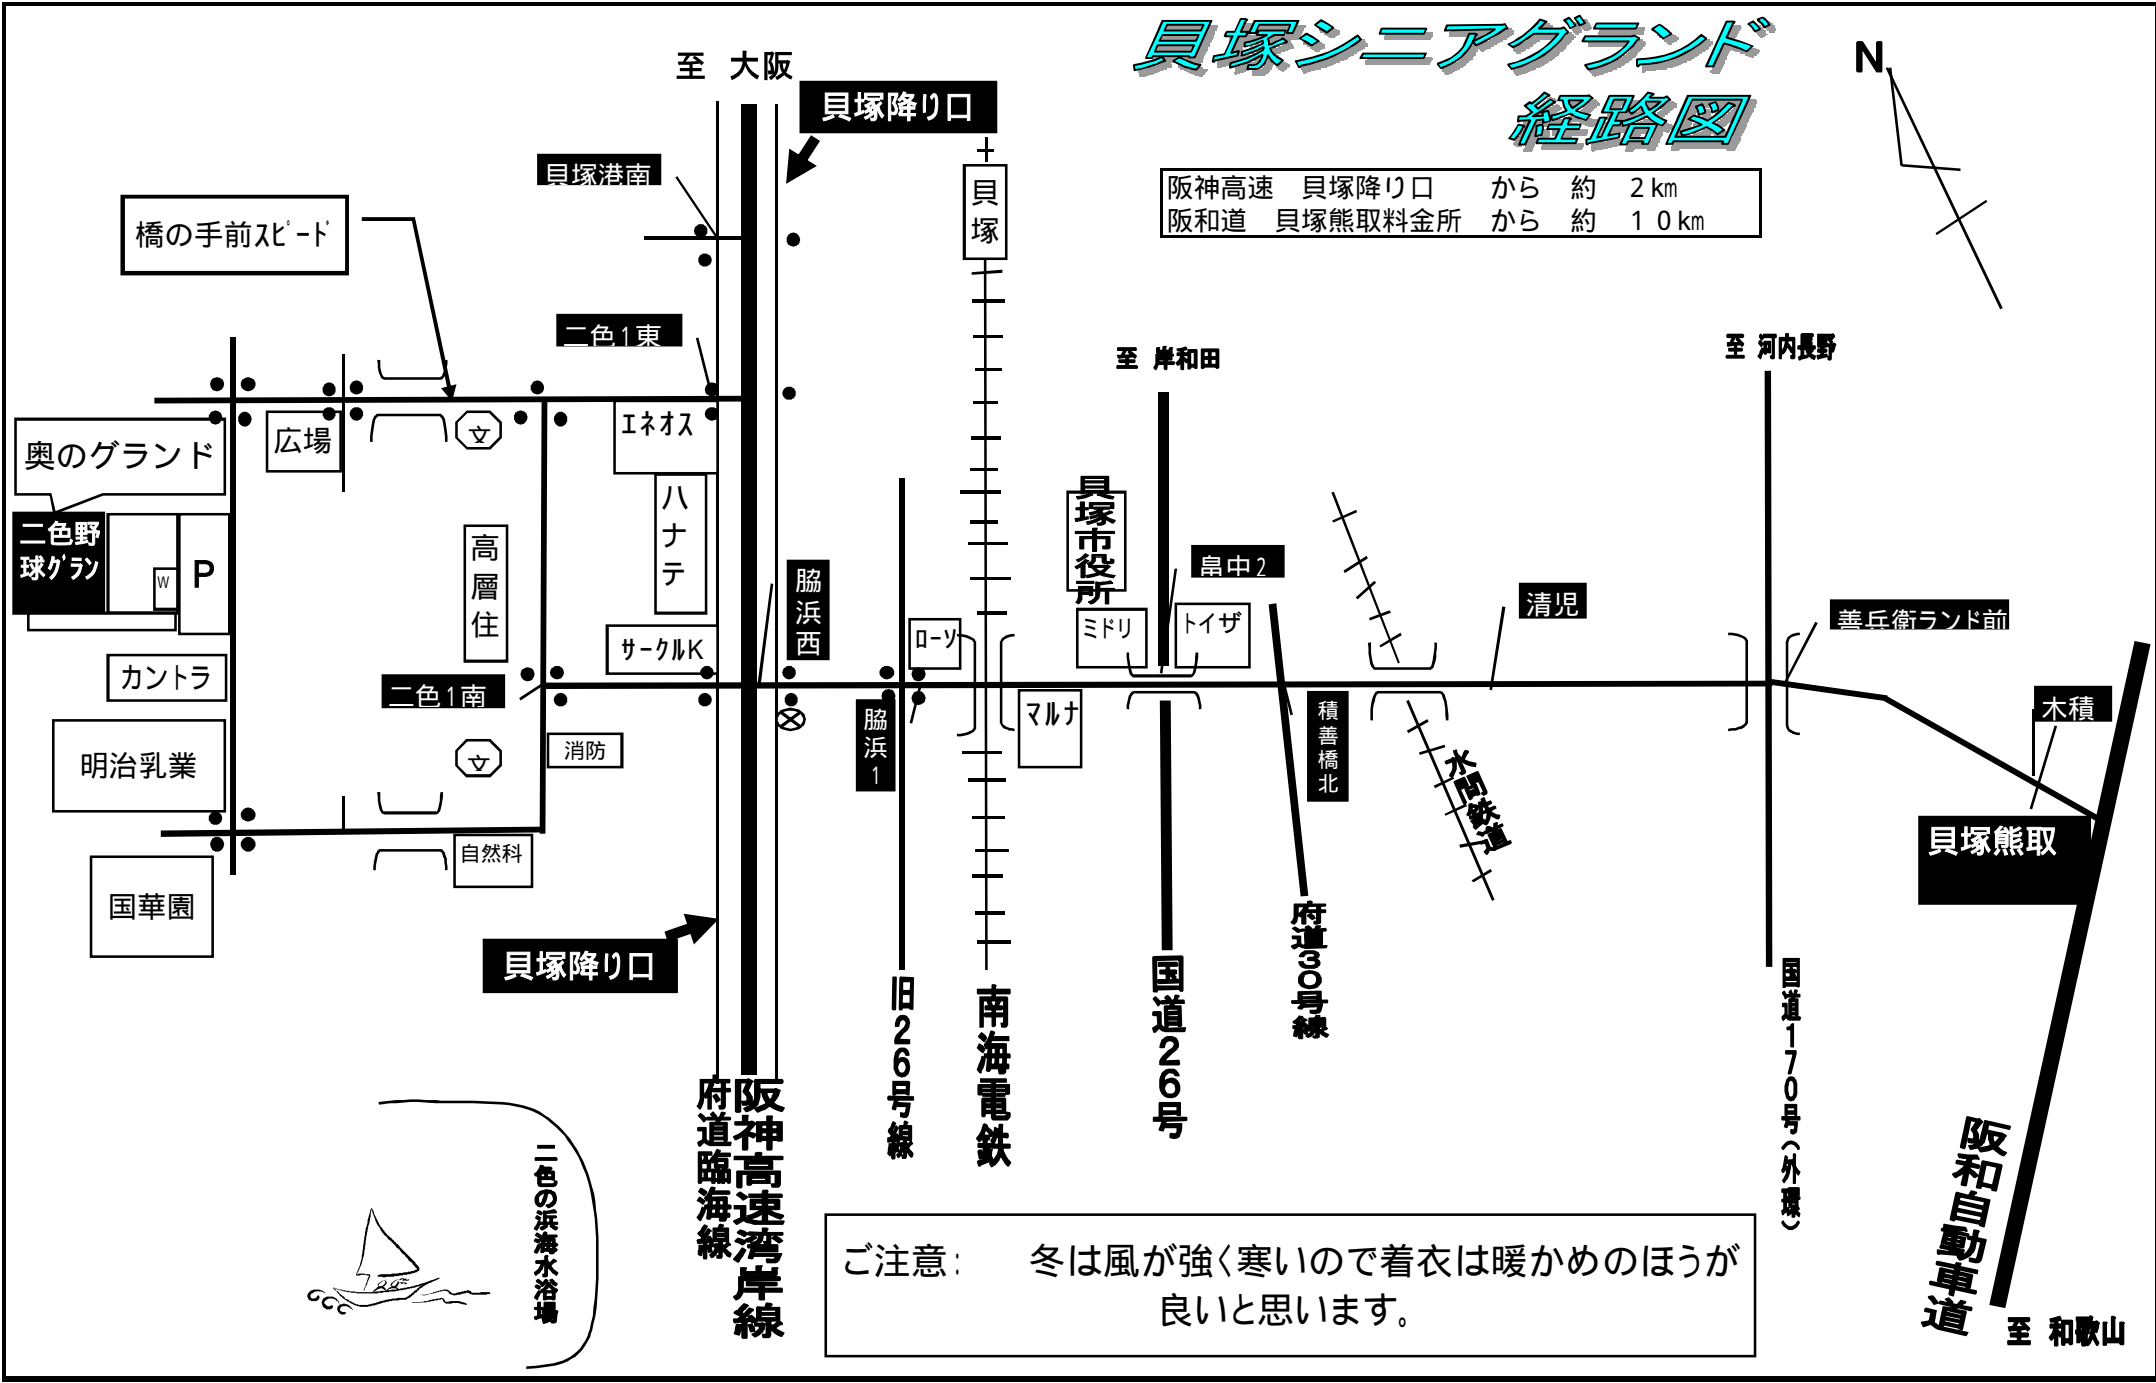 貝塚シニアグランド
経路図
N
至 大阪
貝塚降り口
貝塚港南
貝塚
阪神高速 貝塚降り口 から 約 2km
阪和道 貝塚熊取料金所 から 約 10km
橋の手前スピード
二色1東
至 岸和田
至 河内長野
エネオス
広場
文
奥のグランド
ハナテ
貝塚市役所
二色野
球グラン
W
P
高層住
脇浜西
畠中2
清児
善兵衛ランド前
ローソ
ミドリ
トイザ
サークルK
カントラ
二色1南
木積
脇浜1
マルナ
積善橋北
消防
文
明治乳業
水間鉄道
自然科
貝塚熊取
国華園
貝塚降り口
旧26号線
南海電鉄
国道26号
府道30号線
国道170号(外環)
府道臨海線
阪神高速湾岸線
二色の浜海水浴場
阪和自動車道
至 和歌山
ご注意: 冬は風が強く寒いので着衣は暖かめのほうが
良いと思います。